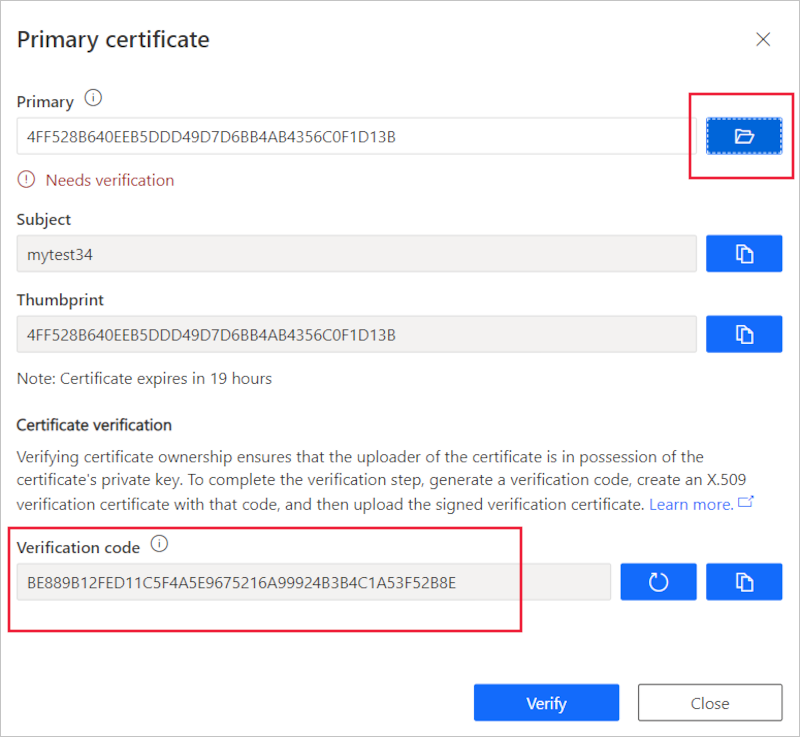 Primary certificate
Primary
4FF528B640EEB5DDD49D7D6BB4AB4356C0F1D13B
Needs verification
Subject
mytest34
Thumbprint
4FF528B640EEB5DDD49D7D6BB4AB4356C0F1D13B
Note: Certificate expires in 19 hours
Certificate verification
Verifying certificate ownership ensures that the uploader of the certificate is in possession of the
certificate's private key. To complete the verification step, generate a verification code, create an X.509
verification certificate with that code, and then upload the signed verification certificate. Learn more.
Verification code
BE889B12FED11C5F4A5E9675216A99924B3B4C1A53F52B8E
Verify Close